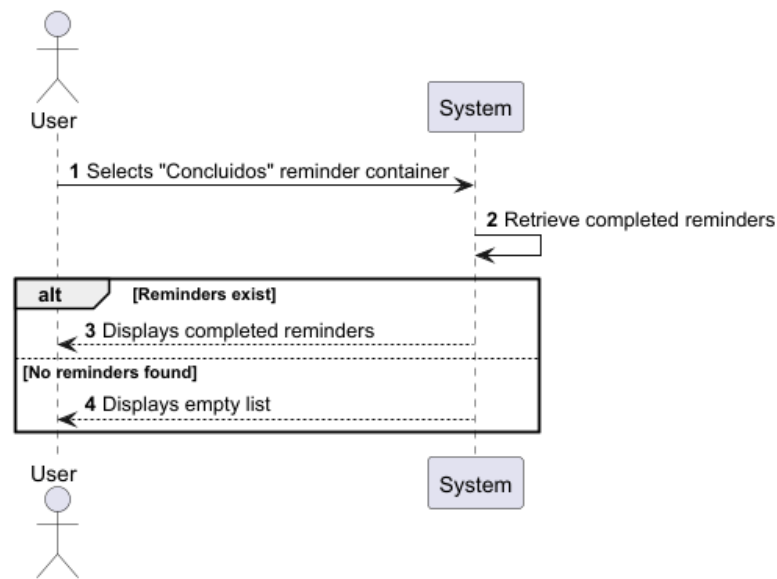 User
System
1 Selects "Concluidos" reminder container
2 Retrieve completed reminders
alt [Reminders exist]
3 Displays completed reminders
[No reminders found]
4 Displays empty list
User
System